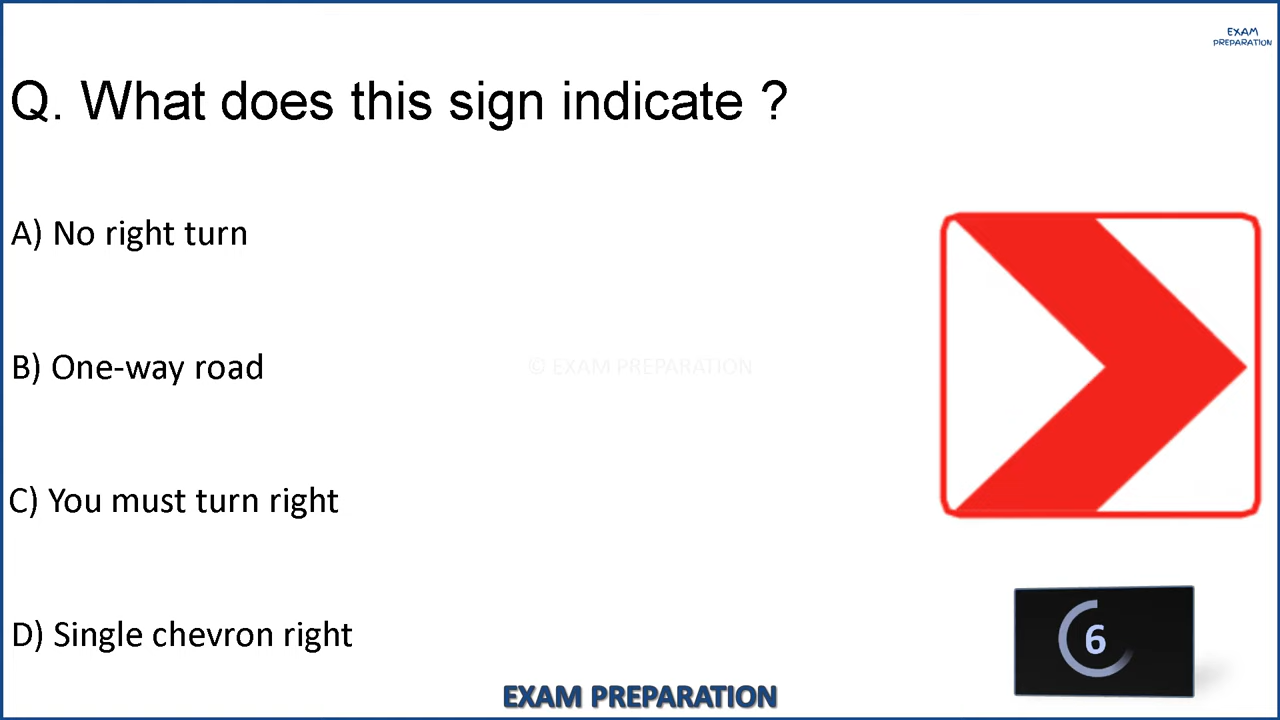 EXAM
PREPARATION
Q. What does this sign indicate ?
A) No right turn
B) One-way road
© EXAM PREPARATION
C) You must turn right
D) Single chevron right
6
EXAM PREPARATION